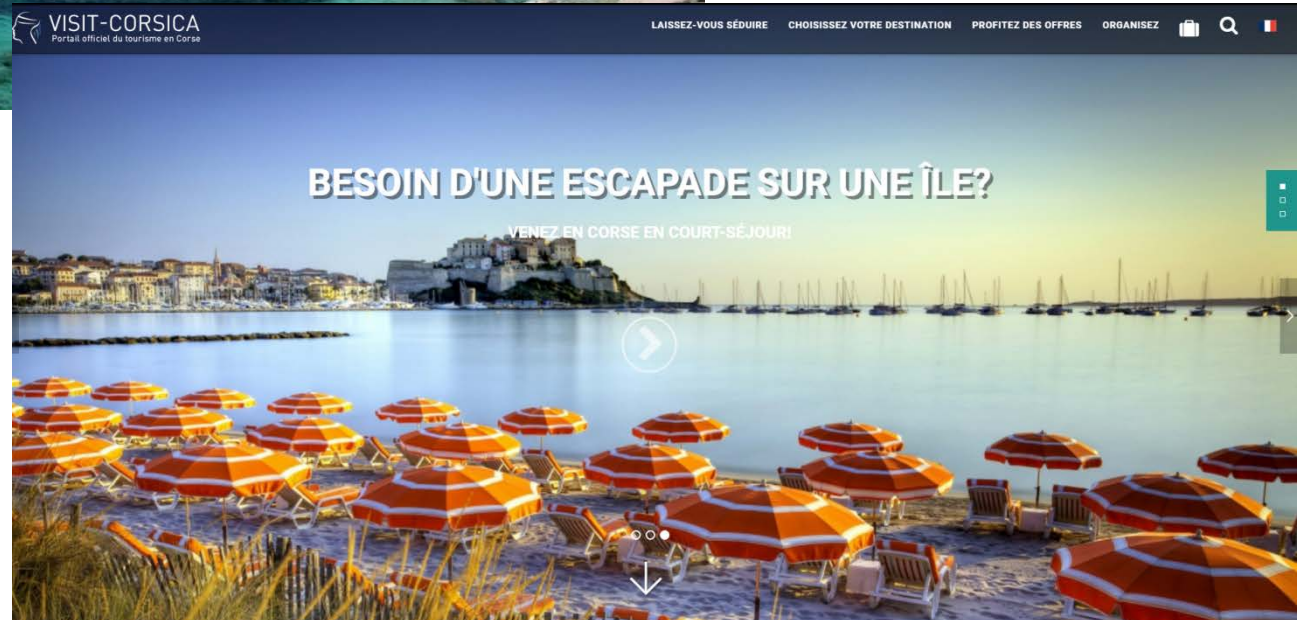 VISIT-CORSICA
Portail officiel du tourisme en Corse
LAISSEZ-VOUS SÉDUIRE
CHOISISSEZ VOTRE DESTINATION
PROFITEZ DES OFFRES
ORGANISEZ
BESOIN D'UNE ESCAPADE SUR UNE ÎLE?
VENEZ EN CORSE EN COURT-SÉJOUR!